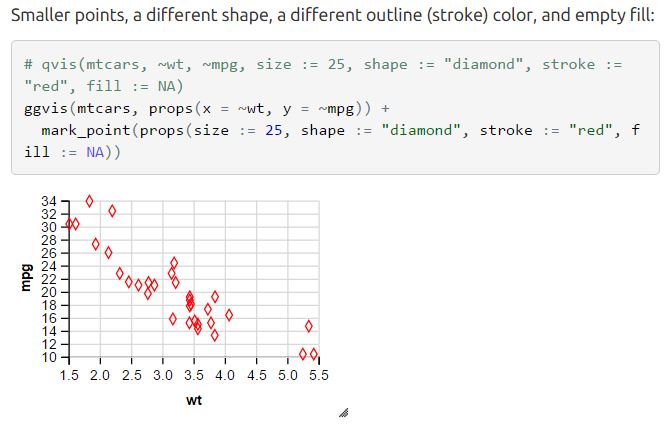 Smaller points, a different shape, a different outline (stroke) color, and empty fill:
# qvis(mtcars, ~wt, ~mpg, size := 25, shape := "diamond", stroke :=
"red", fill := NA)
ggvis(mtcars, props(x = ~wt, y = ~mpg)) +
  mark_point(props(size := 25, shape := "diamond", stroke := "red", f
ill := NA))
34
32
30
28
26
24
22
20
18
16
14
12
10
mpg
1.5 2.0 2.5 3.0 3.5 4.0 4.5 5.0 5.5
wt